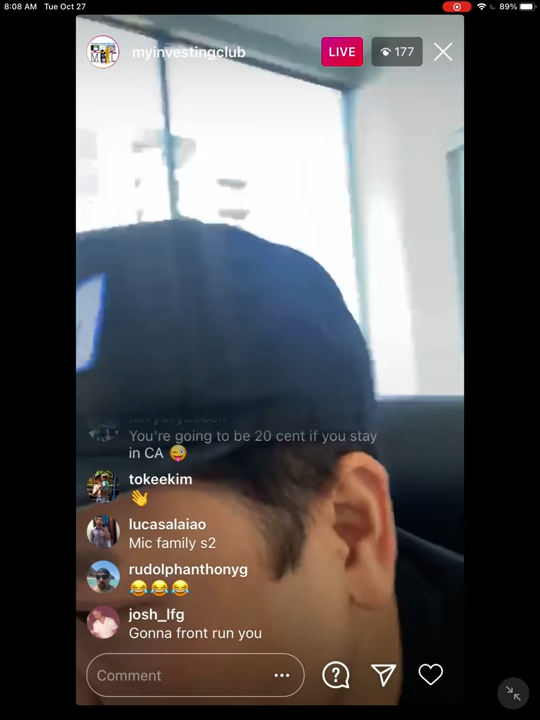 8:08 AM Tue Oct 27
89%
myinvestingclub
LIVE
177
You're going to be 20 cent if you stay
in CA 😜
tokeekim
👋
lucasalaiao
Mic family s2
rudolphanthonyg
😂😂😂
josh_lfg
Gonna front run you
Comment